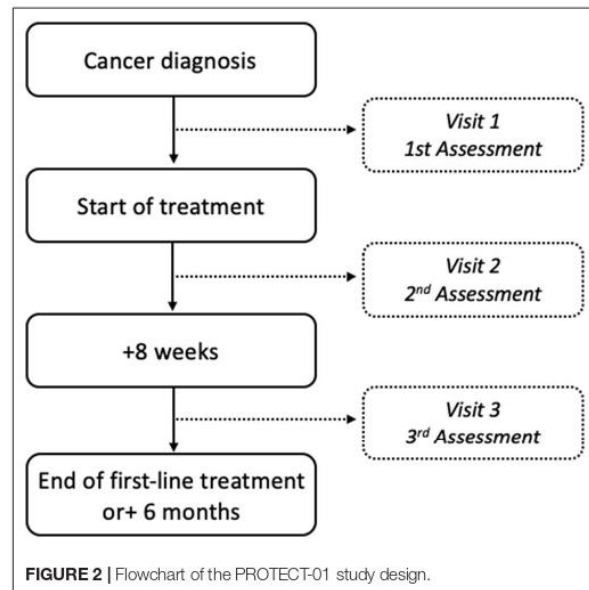 Cancer diagnosis
Visit 1
1st Assessment
Start of treatment
Visit 2
2nd Assessment
+8 weeks
Visit 3
3rd Assessment
End of first-line treatment
or+ 6 months
FIGURE 2 | Flowchart of the PROTECT-01 study design.